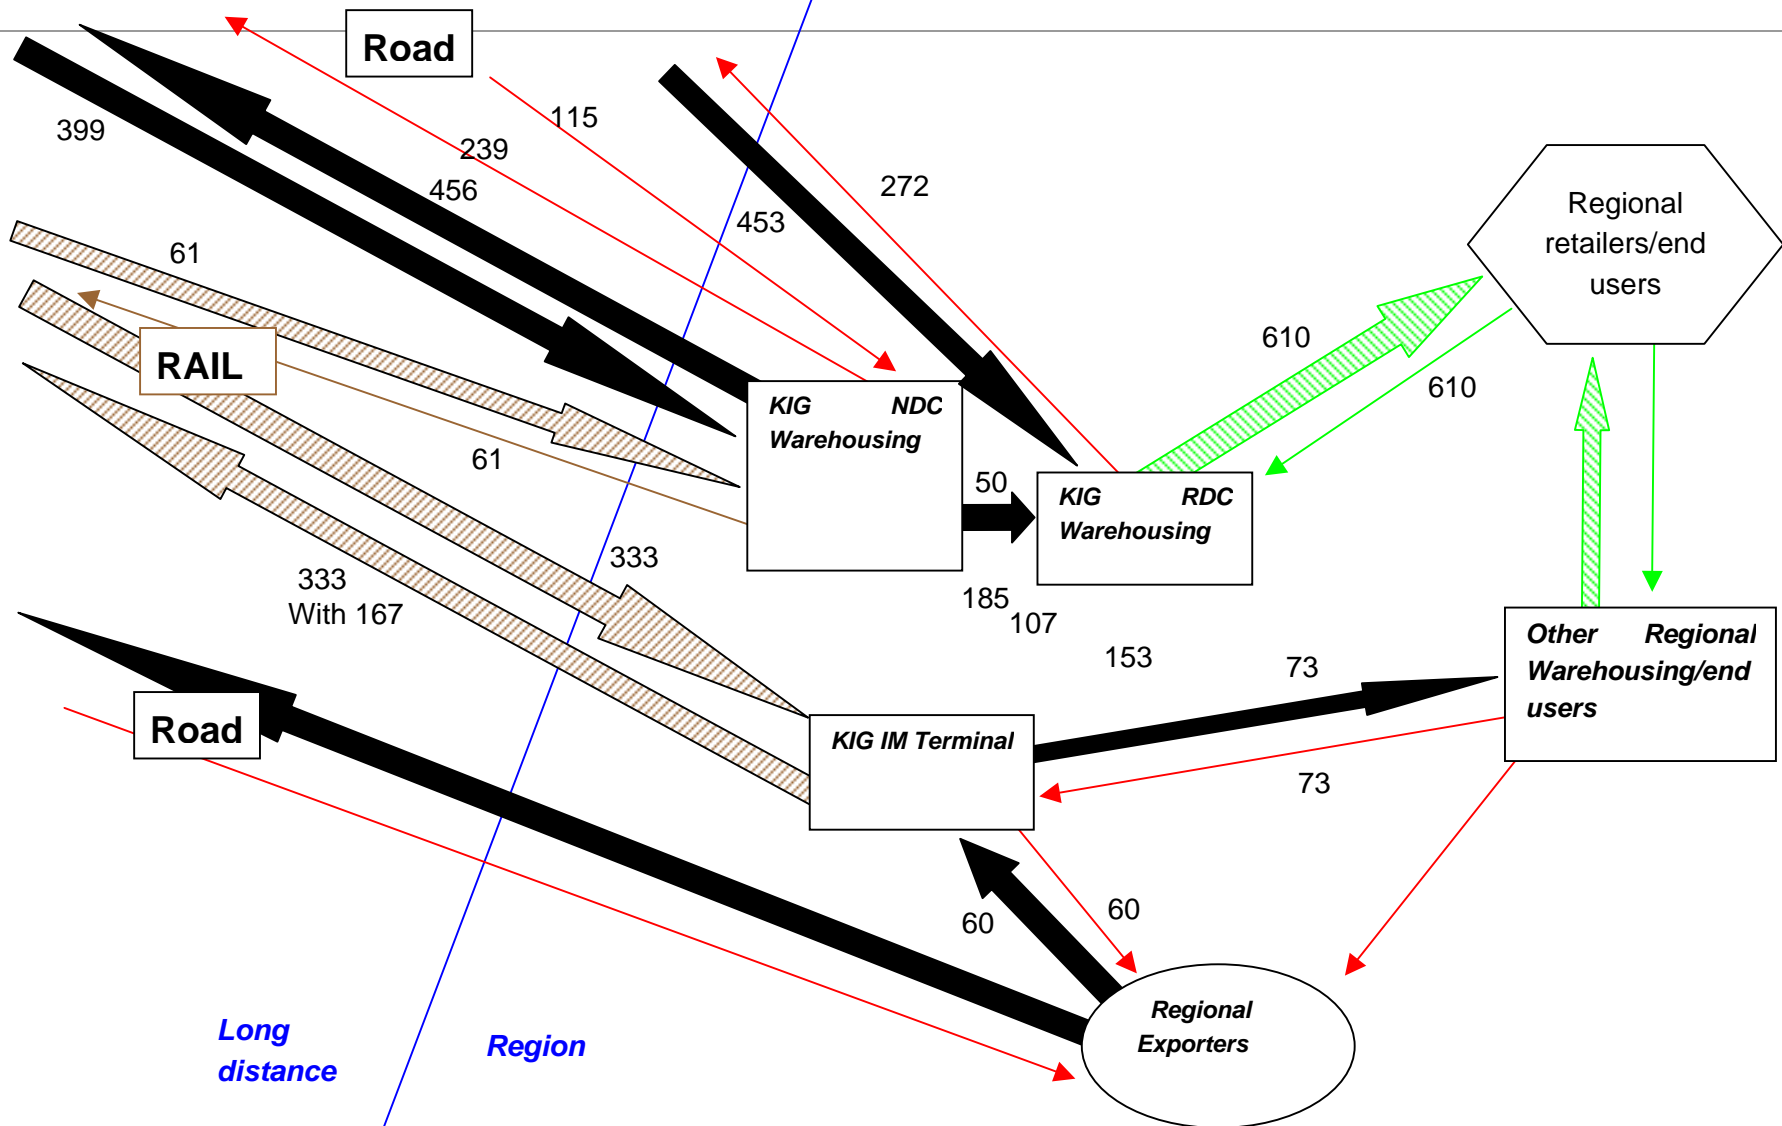 Road
399
115
239
456
272
453
Regional
retailers/end
users
61
RAIL
610
610
KIG NDC
Warehousing
61
50
KIG RDC
Warehousing
333
333
With 167
185
107
153
73
Other Regional
Warehousing/end
users
Road
KIG IM Terminal
73
60
60
Regional
Exporters
Long
distance
Region